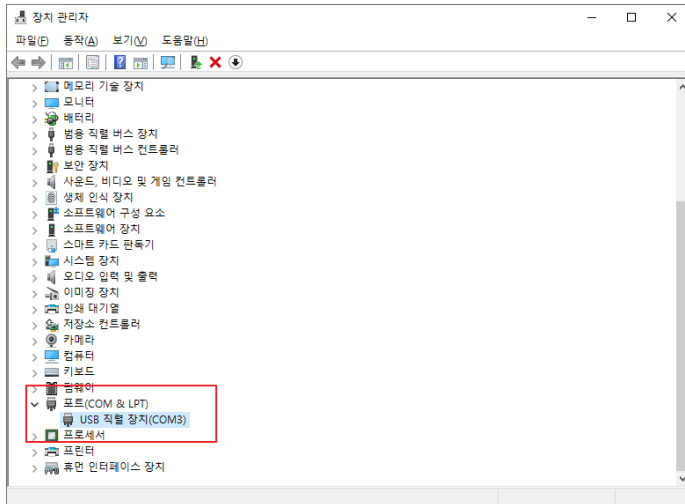 장치 관리자
파일(F) 동작(A) 보기(V) 도움말(H)
메모리 기술 장치
모니터
배터리
범용 직렬 버스 장치
범용 직렬 버스 컨트롤러
보안 장치
사운드, 비디오 및 게임 컨트롤러
생체 인식 장치
소프트웨어 구성 요소
소프트웨어 장치
스마트 카드 판독기
시스템 장치
오디오 입력 및 출력
이미징 장치
인쇄 대기열
저장소 컨트롤러
카메라
컴퓨터
키보드
펌웨어
포트(COM & LPT)
USB 직렬 장치(COM3)
프로세서
프린터
휴먼 인터페이스 장치